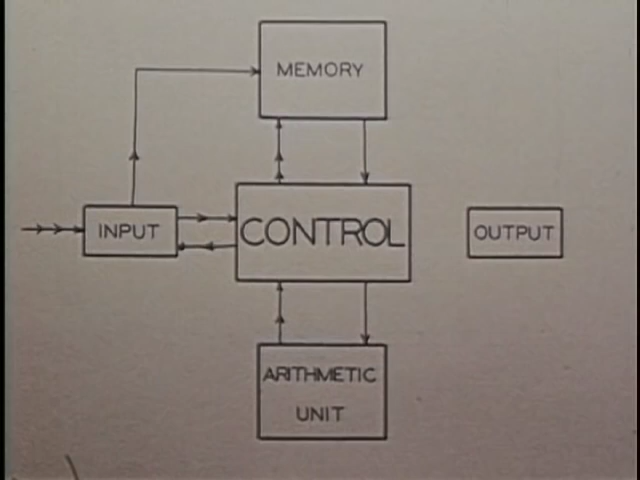 MEMORY
INPUT
CONTROL
OUTPUT
ARITHMETIC
UNIT